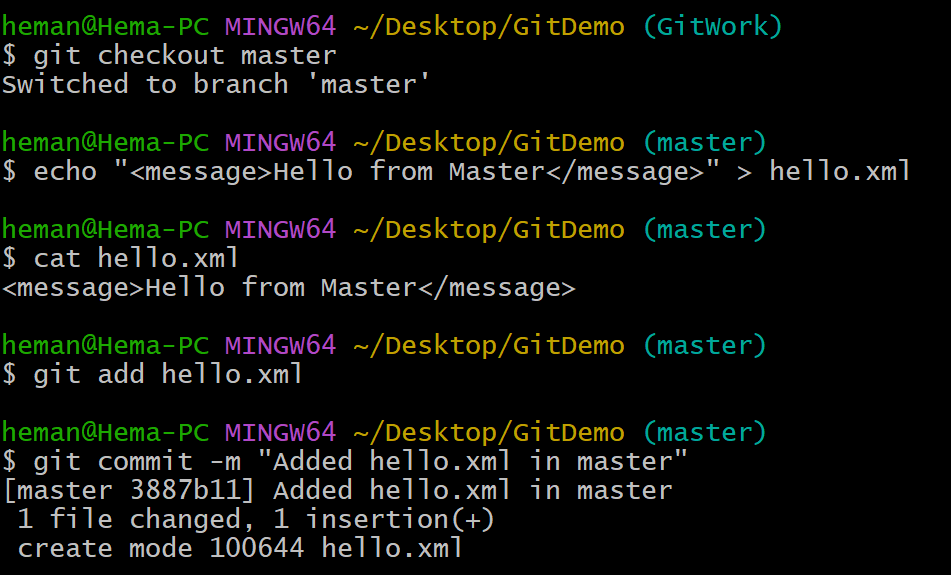 heman@Hema-PC MINGW64 ~/Desktop/GitDemo (GitWork)
$ git checkout master
Switched to branch 'master'
heman@Hema-PC MINGW64 ~/Desktop/GitDemo (master)
$ echo "<message>Hello from Master</message>" > hello.xml
heman@Hema-PC MINGW64 ~/Desktop/GitDemo (master)
$ cat hello.xml
<message>Hello from Master</message>
heman@Hema-PC MINGW64 ~/Desktop/GitDemo (master)
$ git add hello.xml
heman@Hema-PC MINGW64 ~/Desktop/GitDemo (master)
$ git commit -m "Added hello.xml in master"
[master 3887b11] Added hello.xml in master
 1 file changed, 1 insertion(+)
 create mode 100644 hello.xml